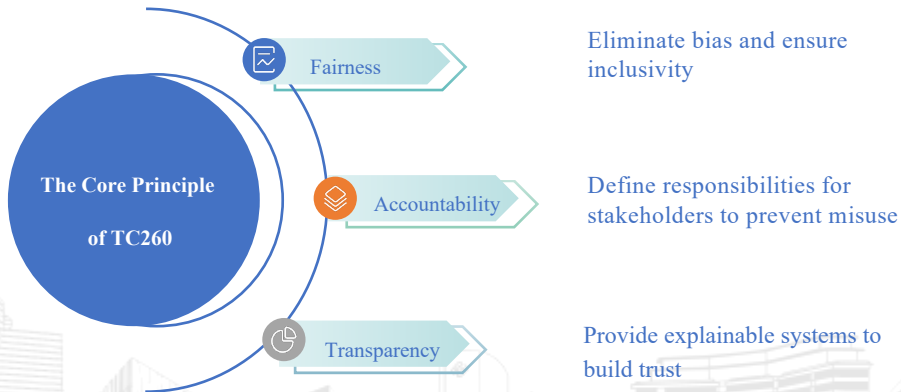 The Core Principle
of TC260
Fairness
Eliminate bias and ensure
inclusivity
Accountability
Define responsibilities for
stakeholders to prevent misuse
Transparency
Provide explainable systems to
build trust